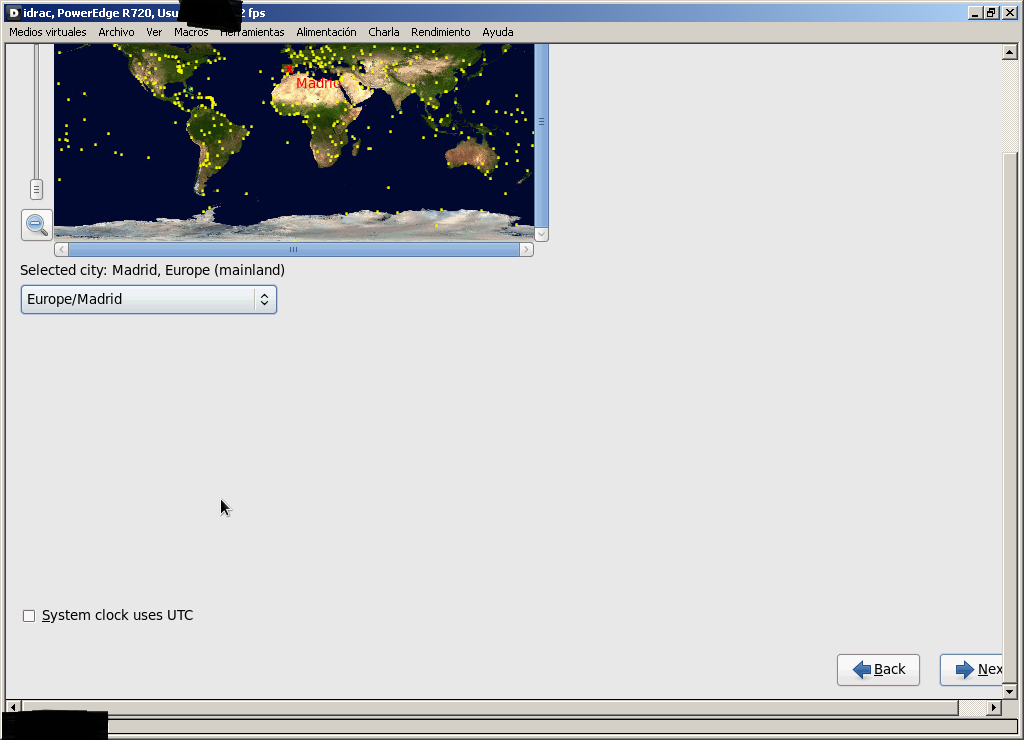 idrac, PowerEdge R720, Usu 2 fps
Medios virtuales Archivo Ver Macros Herramientas Alimentación Charla Rendimiento Ayuda
Madrid
Selected city: Madrid, Europe (mainland)
Europe/Madrid
System clock uses UTC
Back Nex